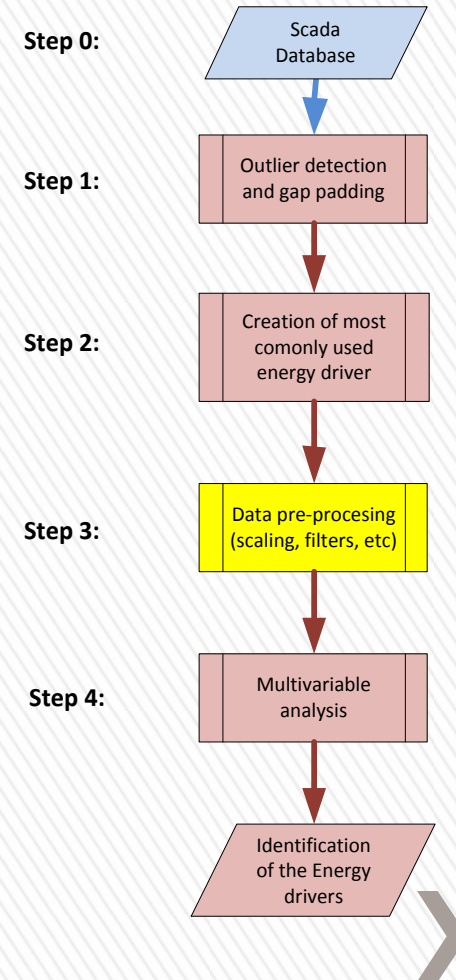 Step 0:
Scada
Database
Step 1:
Outlier detection
and gap padding
Step 2:
Creation of most
comonly used
energy driver
Step 3:
Data pre-procesing
(scaling, filters, etc)
Step 4:
Multivariable
analysis
Identification
of the Energy
drivers